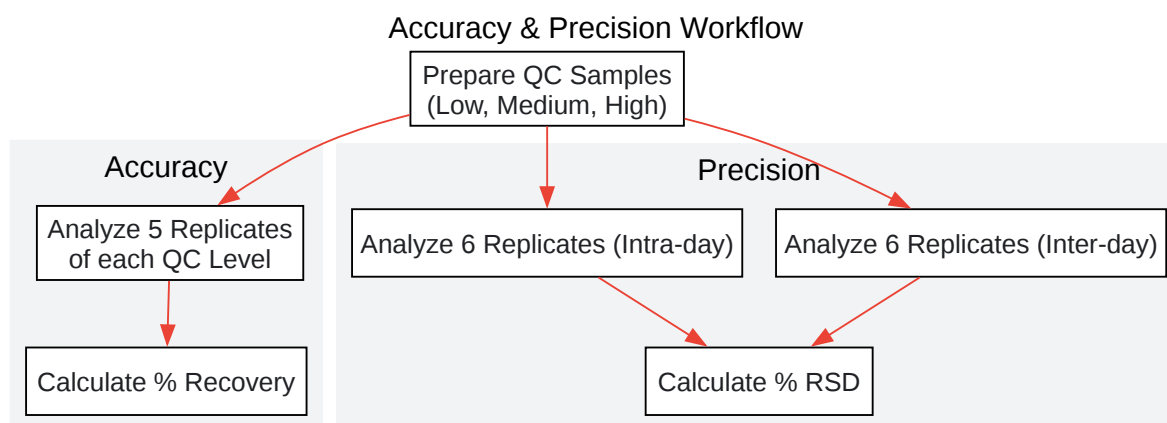 Accuracy & Precision Workflow
Prepare QC Samples
(Low, Medium, High)
Accuracy
Analyze 5 Replicates
of each QC Level
Calculate % Recovery
Precision
Analyze 6 Replicates (Intra-day)
Analyze 6 Replicates (Inter-day)
Calculate % RSD